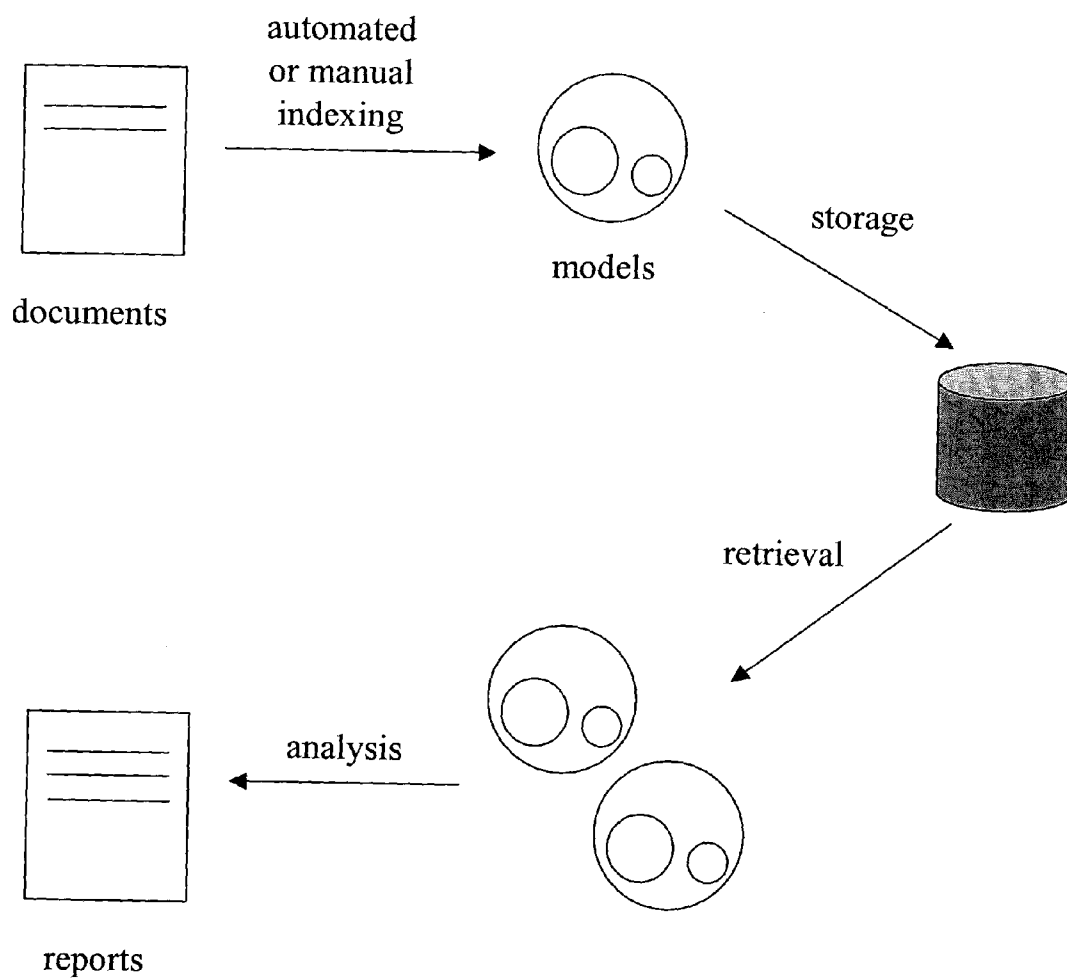 automated
or manual
indexing
documents
models
storage
retrieval
analysis
reports